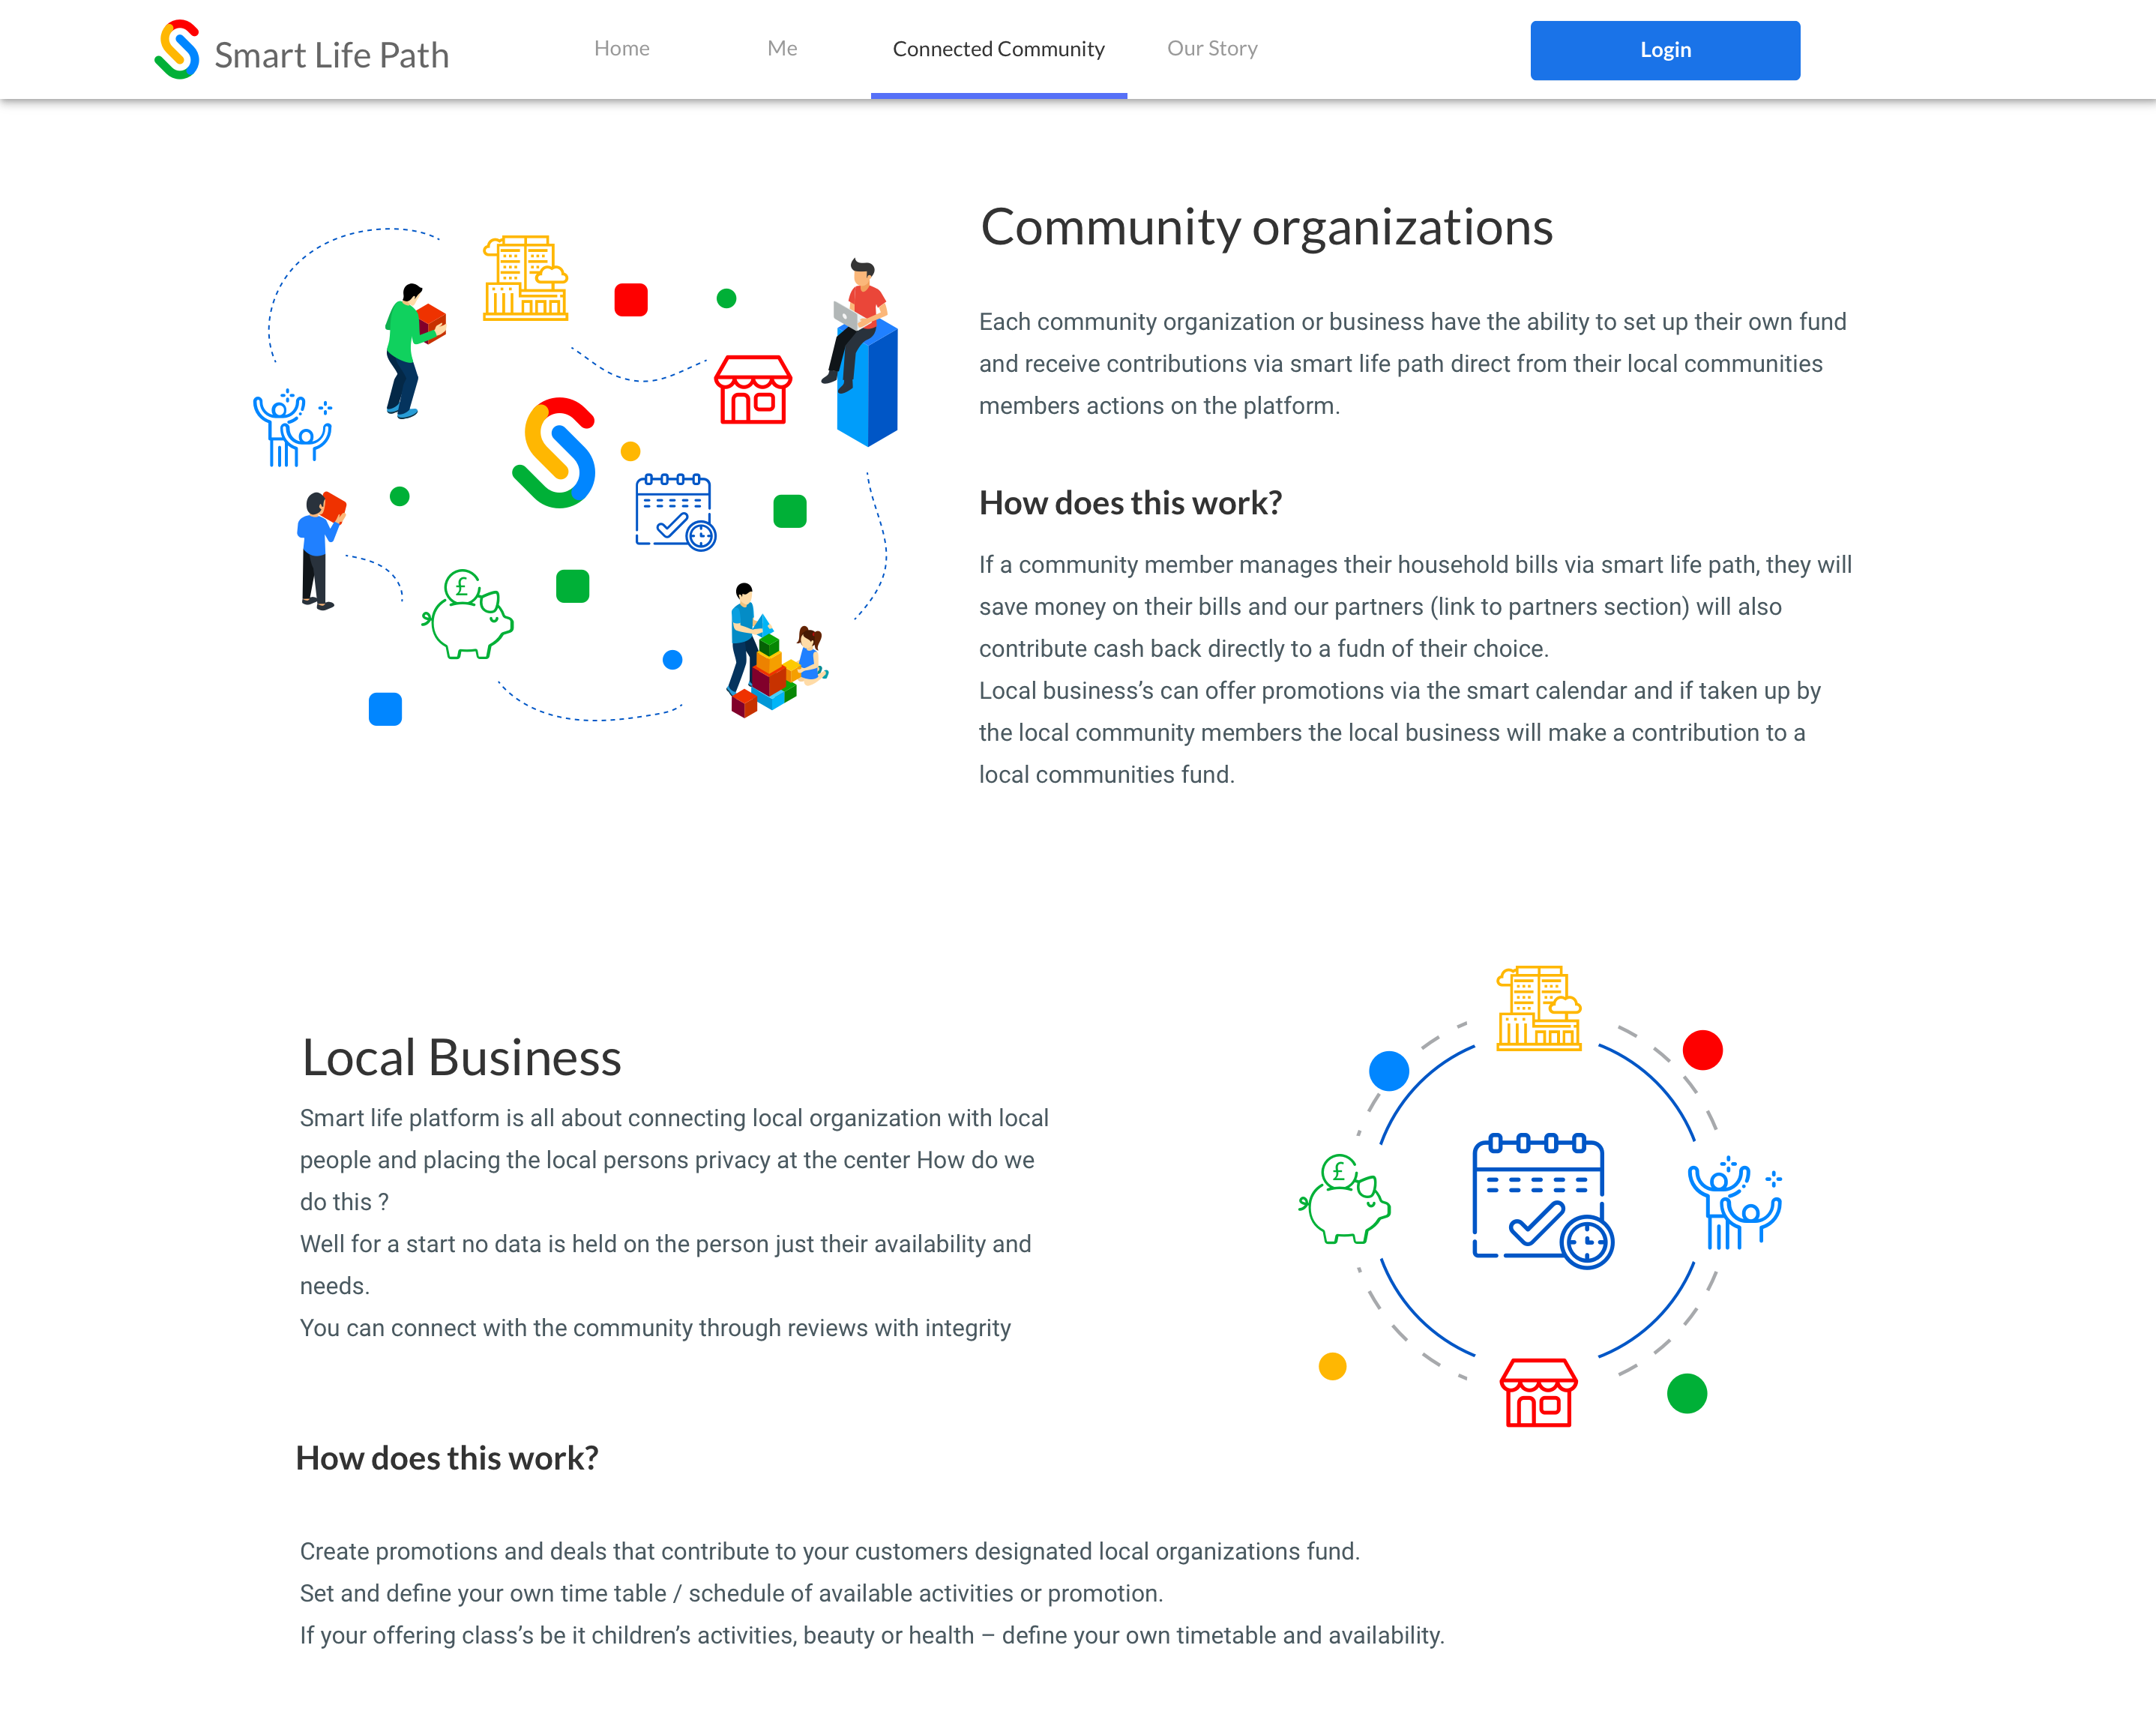 Smart Life Path
Home
Me
Connected Community
Our Story
Login
Community organizations
Each community organization or business have the ability to set up their own fund
and receive contributions via smart life path direct from their local communities
members actions on the platform.
How does this work?
If a community member manages their household bills via smart life path, they will
save money on their bills and our partners (link to partners section) will also
contribute cash back directly to a fudn of their choice.
Local business’s can offer promotions via the smart calendar and if taken up by
the local community members the local business will make a contribution to a
local communities fund.
£
Local Business
Smart life platform is all about connecting local organization with local
people and placing the local persons privacy at the center How do we
do this ?
Well for a start no data is held on the person just their availability and
needs.
You can connect with the community through reviews with integrity
£
How does this work?
Create promotions and deals that contribute to your customers designated local organizations fund.
Set and define your own time table / schedule of available activities or promotion.
If your offering class’s be it children’s activities, beauty or health – define your own timetable and availability.